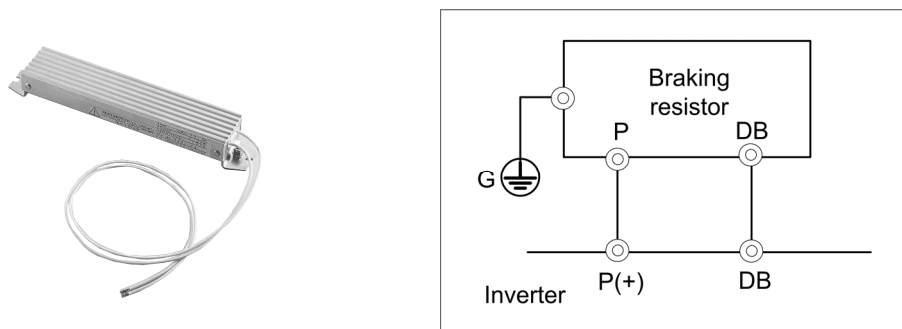 Braking
resistor
P
DB
G
P(+)
DB
Inverter